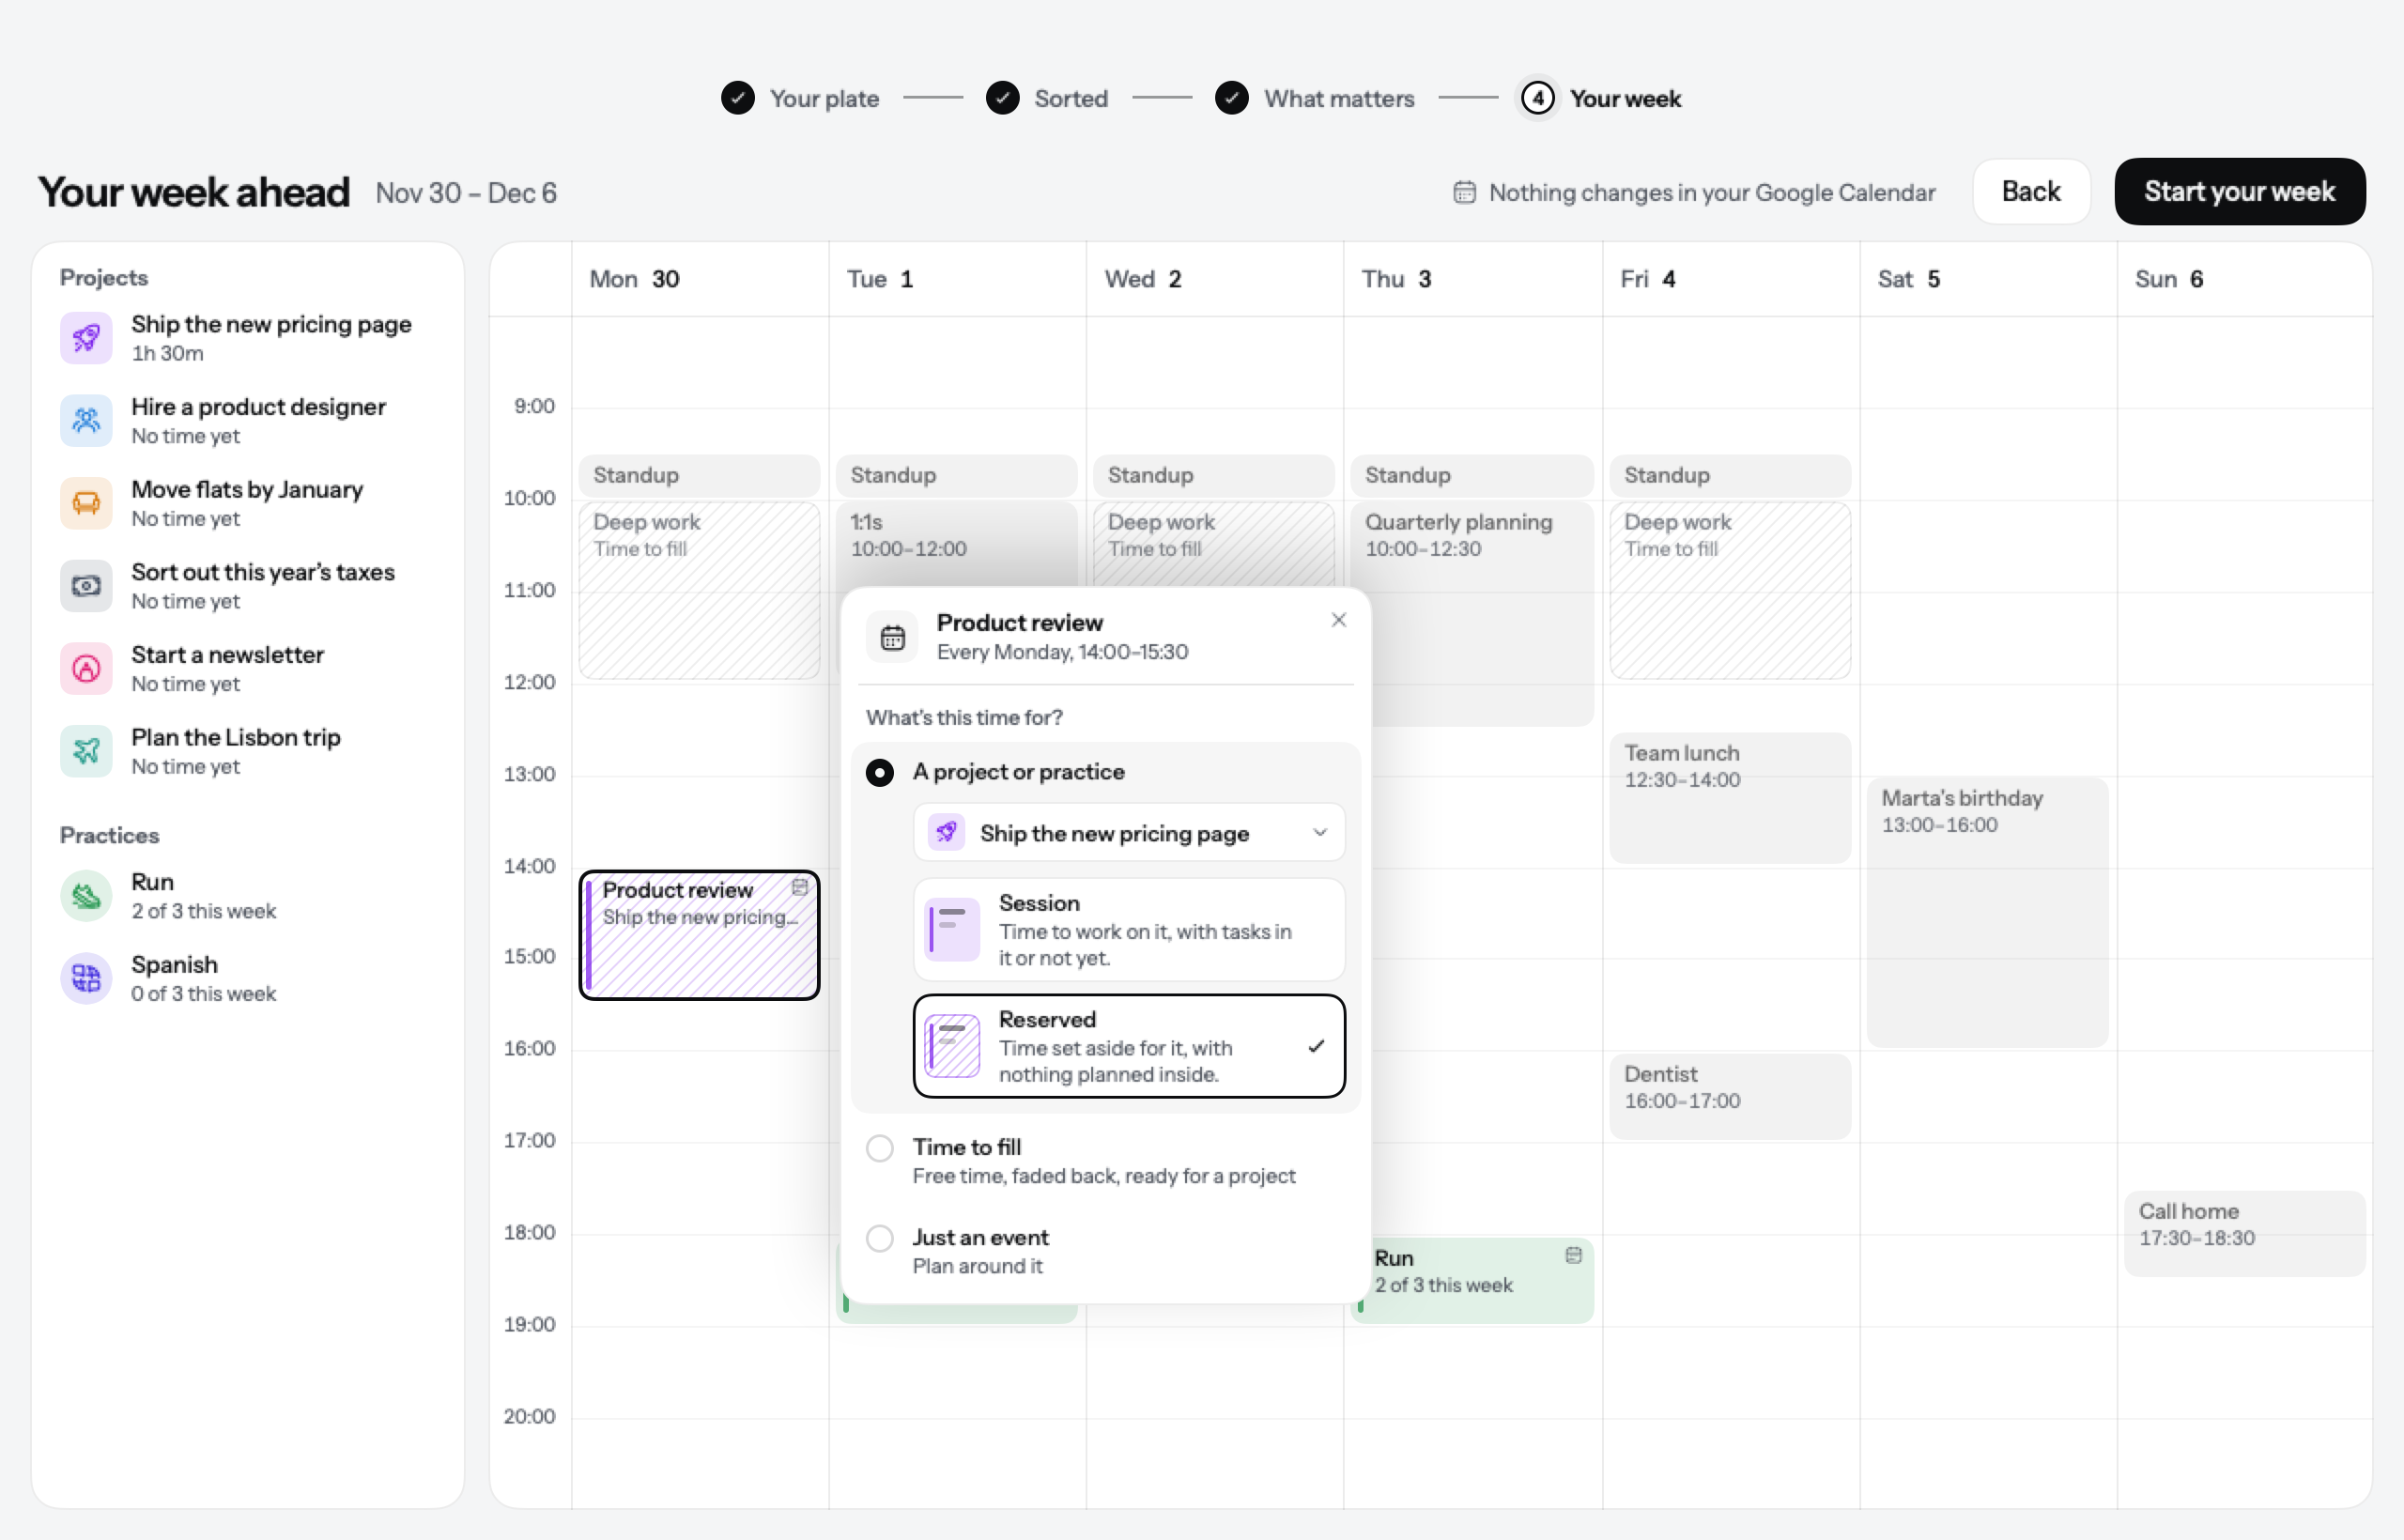 Your plate
Sorted
What matters
4 Your week
Your week ahead Nov 30 – Dec 6
Nothing changes in your Google Calendar
Back
Start your week
Projects
Ship the new pricing page
1h 30m
Hire a product designer
No time yet
Move flats by January
No time yet
Sort out this year’s taxes
No time yet
Start a newsletter
No time yet
Plan the Lisbon trip
No time yet
Practices
Run
2 of 3 this week
Spanish
0 of 3 this week
Mon 30
Tue 1
Wed 2
Thu 3
Fri 4
Sat 5
Sun 6
9:00
10:00
11:00
12:00
13:00
14:00
15:00
16:00
17:00
18:00
19:00
20:00
Standup
Deep work
Time to fill
Product review
Ship the new pricing...
Standup
1:1s
10:00–12:00
Standup
Deep work
Time to fill
Product review
Every Monday, 14:00–15:30
What’s this time for?
A project or practice
Ship the new pricing page
Session
Time to work on it, with tasks in
it or not yet.
Reserved
Time set aside for it, with
nothing planned inside.
Time to fill
Free time, faded back, ready for a project
Just an event
Plan around it
Standup
Quarterly planning
10:00–12:30
Run
2 of 3 this week
Standup
Deep work
Time to fill
Team lunch
12:30–14:00
Dentist
16:00–17:00
Marta’s birthday
13:00–16:00
Call home
17:30–18:30